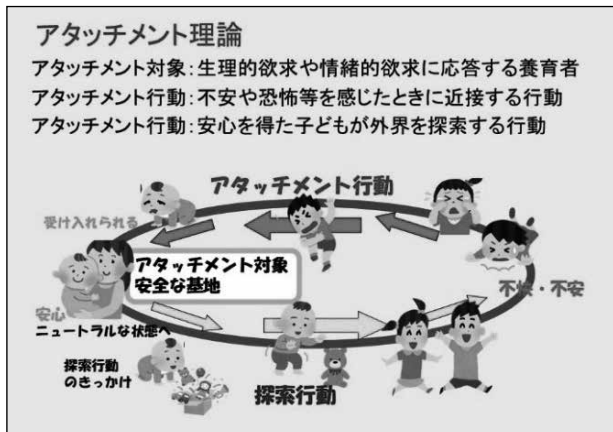 アタッチメント理論
アタッチメント対象:生理的欲求や情緒的欲求に応答する養育者
アタッチメント行動:不安や恐怖等を感じたときに近接する行動
アタッチメント行動:安心を得た子どもが外界を探索する行動
アタッチメント行動
受け入れられる
アタッチメント対象
安全な基地
不快・不安
安心
ニュートラルな状態へ
探索行動
のきっかけ
探索行動